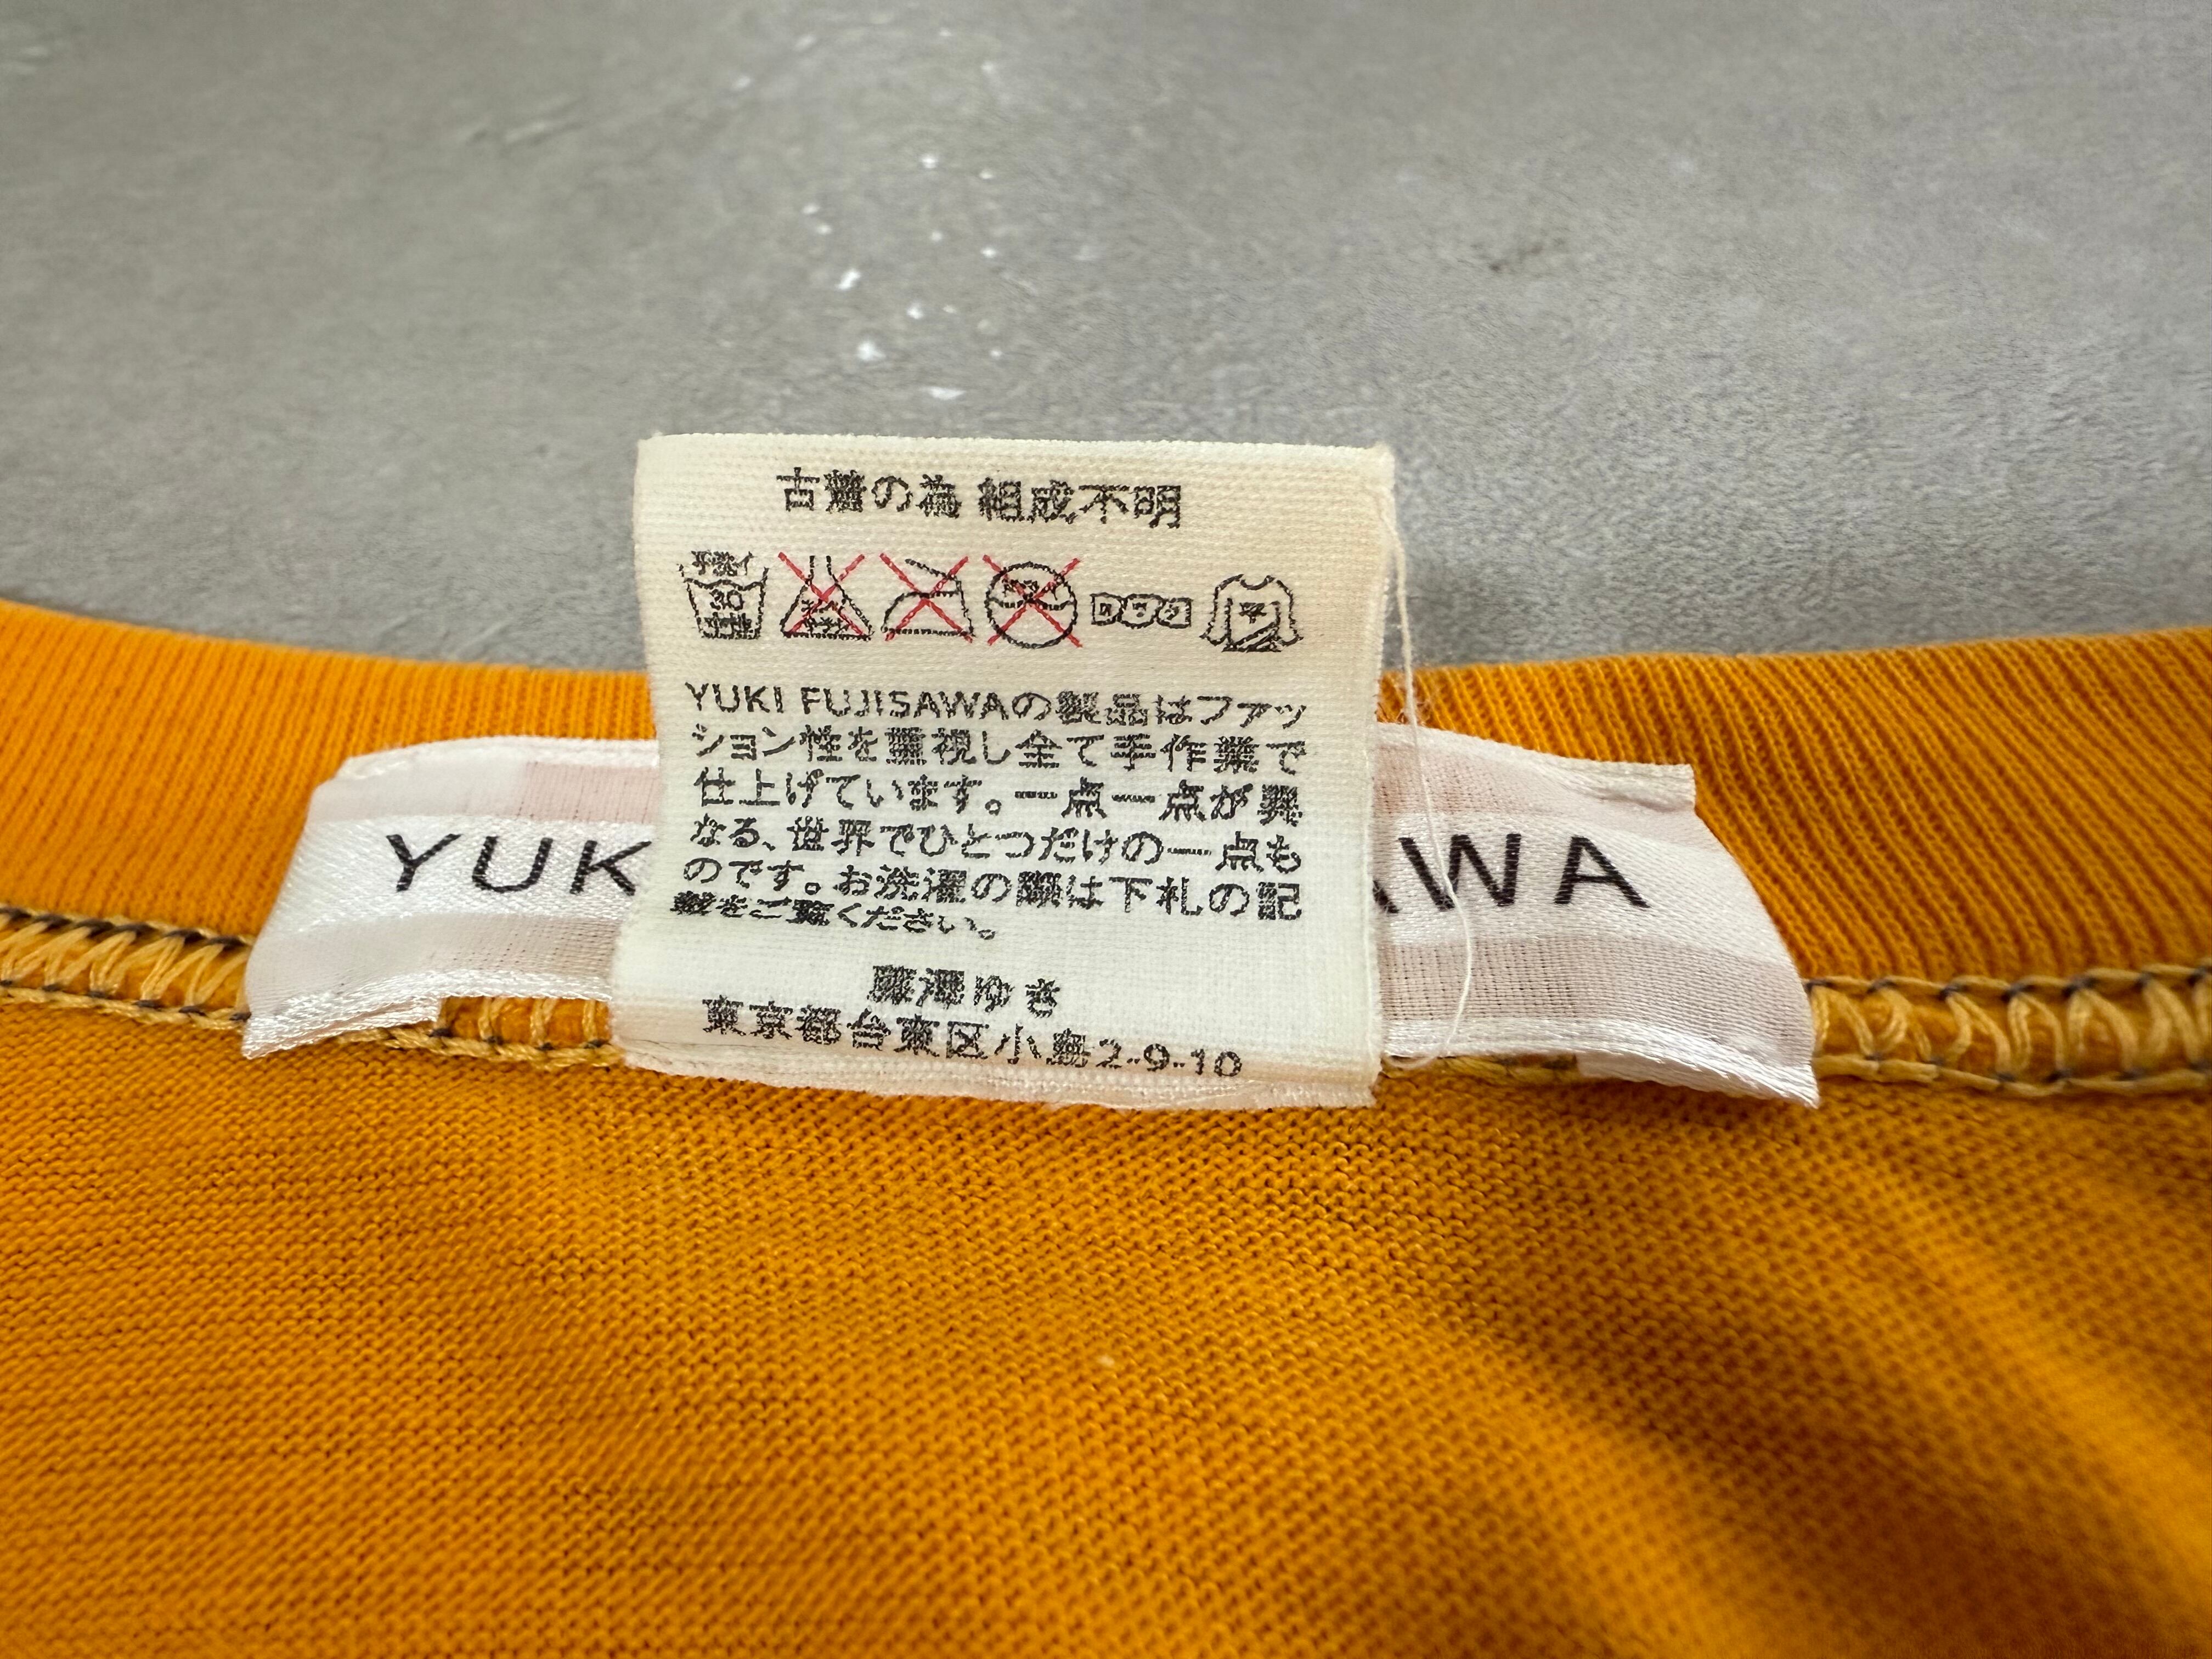 古着の為 組成不明
手洗イ
30
中性
YUKI FUJISAWAの製品はファッ
ション性を重視し全て手作業で
仕上げています。一点一点が異
なる、世界でひとつだけの一点も
のです。お洗濯の際は下札の記
載をご覧ください。
藤澤ゆき
東京都台東区小島2-9-10
YUK
AWA